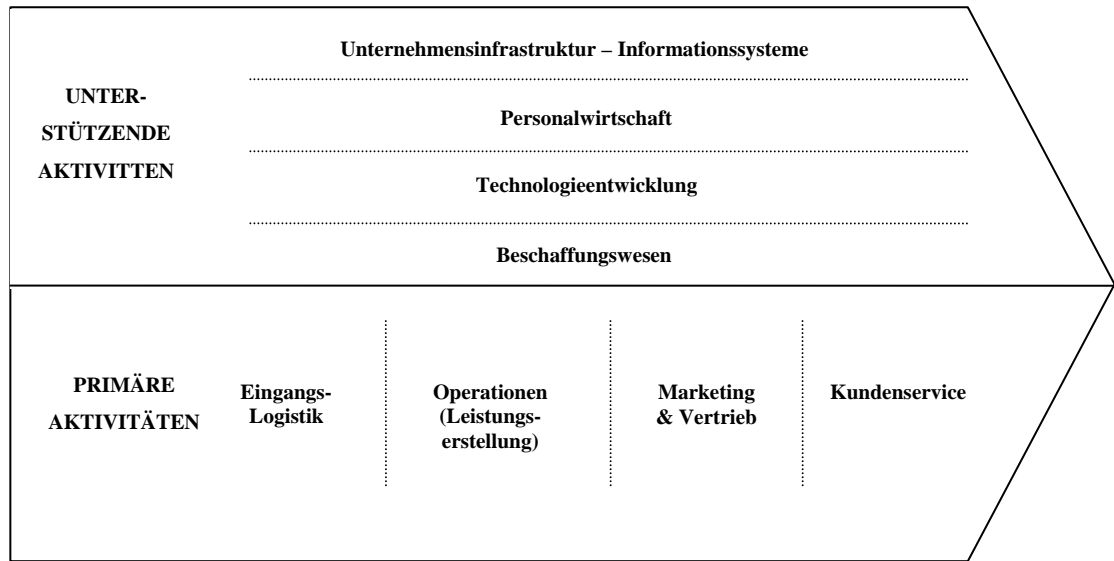 Unternehmensinfrastruktur – Informationssysteme
UNTER-
STÜTZENDE
AKTIVITTEN
Personalwirtschaft
Technologieentwicklung
Beschaffungswesen
PRIMÄRE
AKTIVITÄTEN
Eingangs-
Logistik
Operationen
(Leistungs-
erstellung)
Marketing
& Vertrieb
Kundenservice